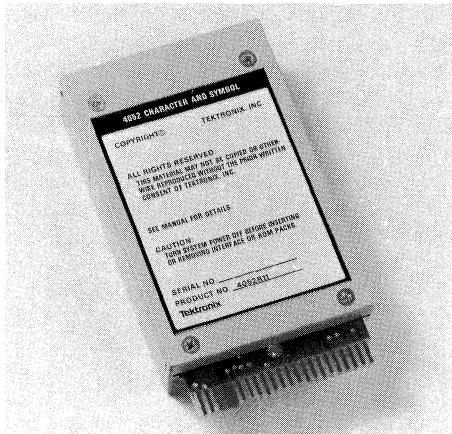 4052 CHARACTER AND SYMBOL
COPYRIGHT© TEKTRONIX, INC.
ALL RIGHTS RESERVED
THIS MATERIAL MAY NOT BE COPIED OR OTHER-
WISE REPRODUCED WITHOUT THE PRIOR WRITTEN
CONSENT OF TEKTRONIX, INC.
SEE MANUAL FOR DETAILS
CAUTION:
TURN SYSTEM POWER OFF BEFORE INSERTING
OR REMOVING INTERFACE OR ROM PACKS.
SERIAL NO.
PRODUCT NO. 4052R11
Tektronix